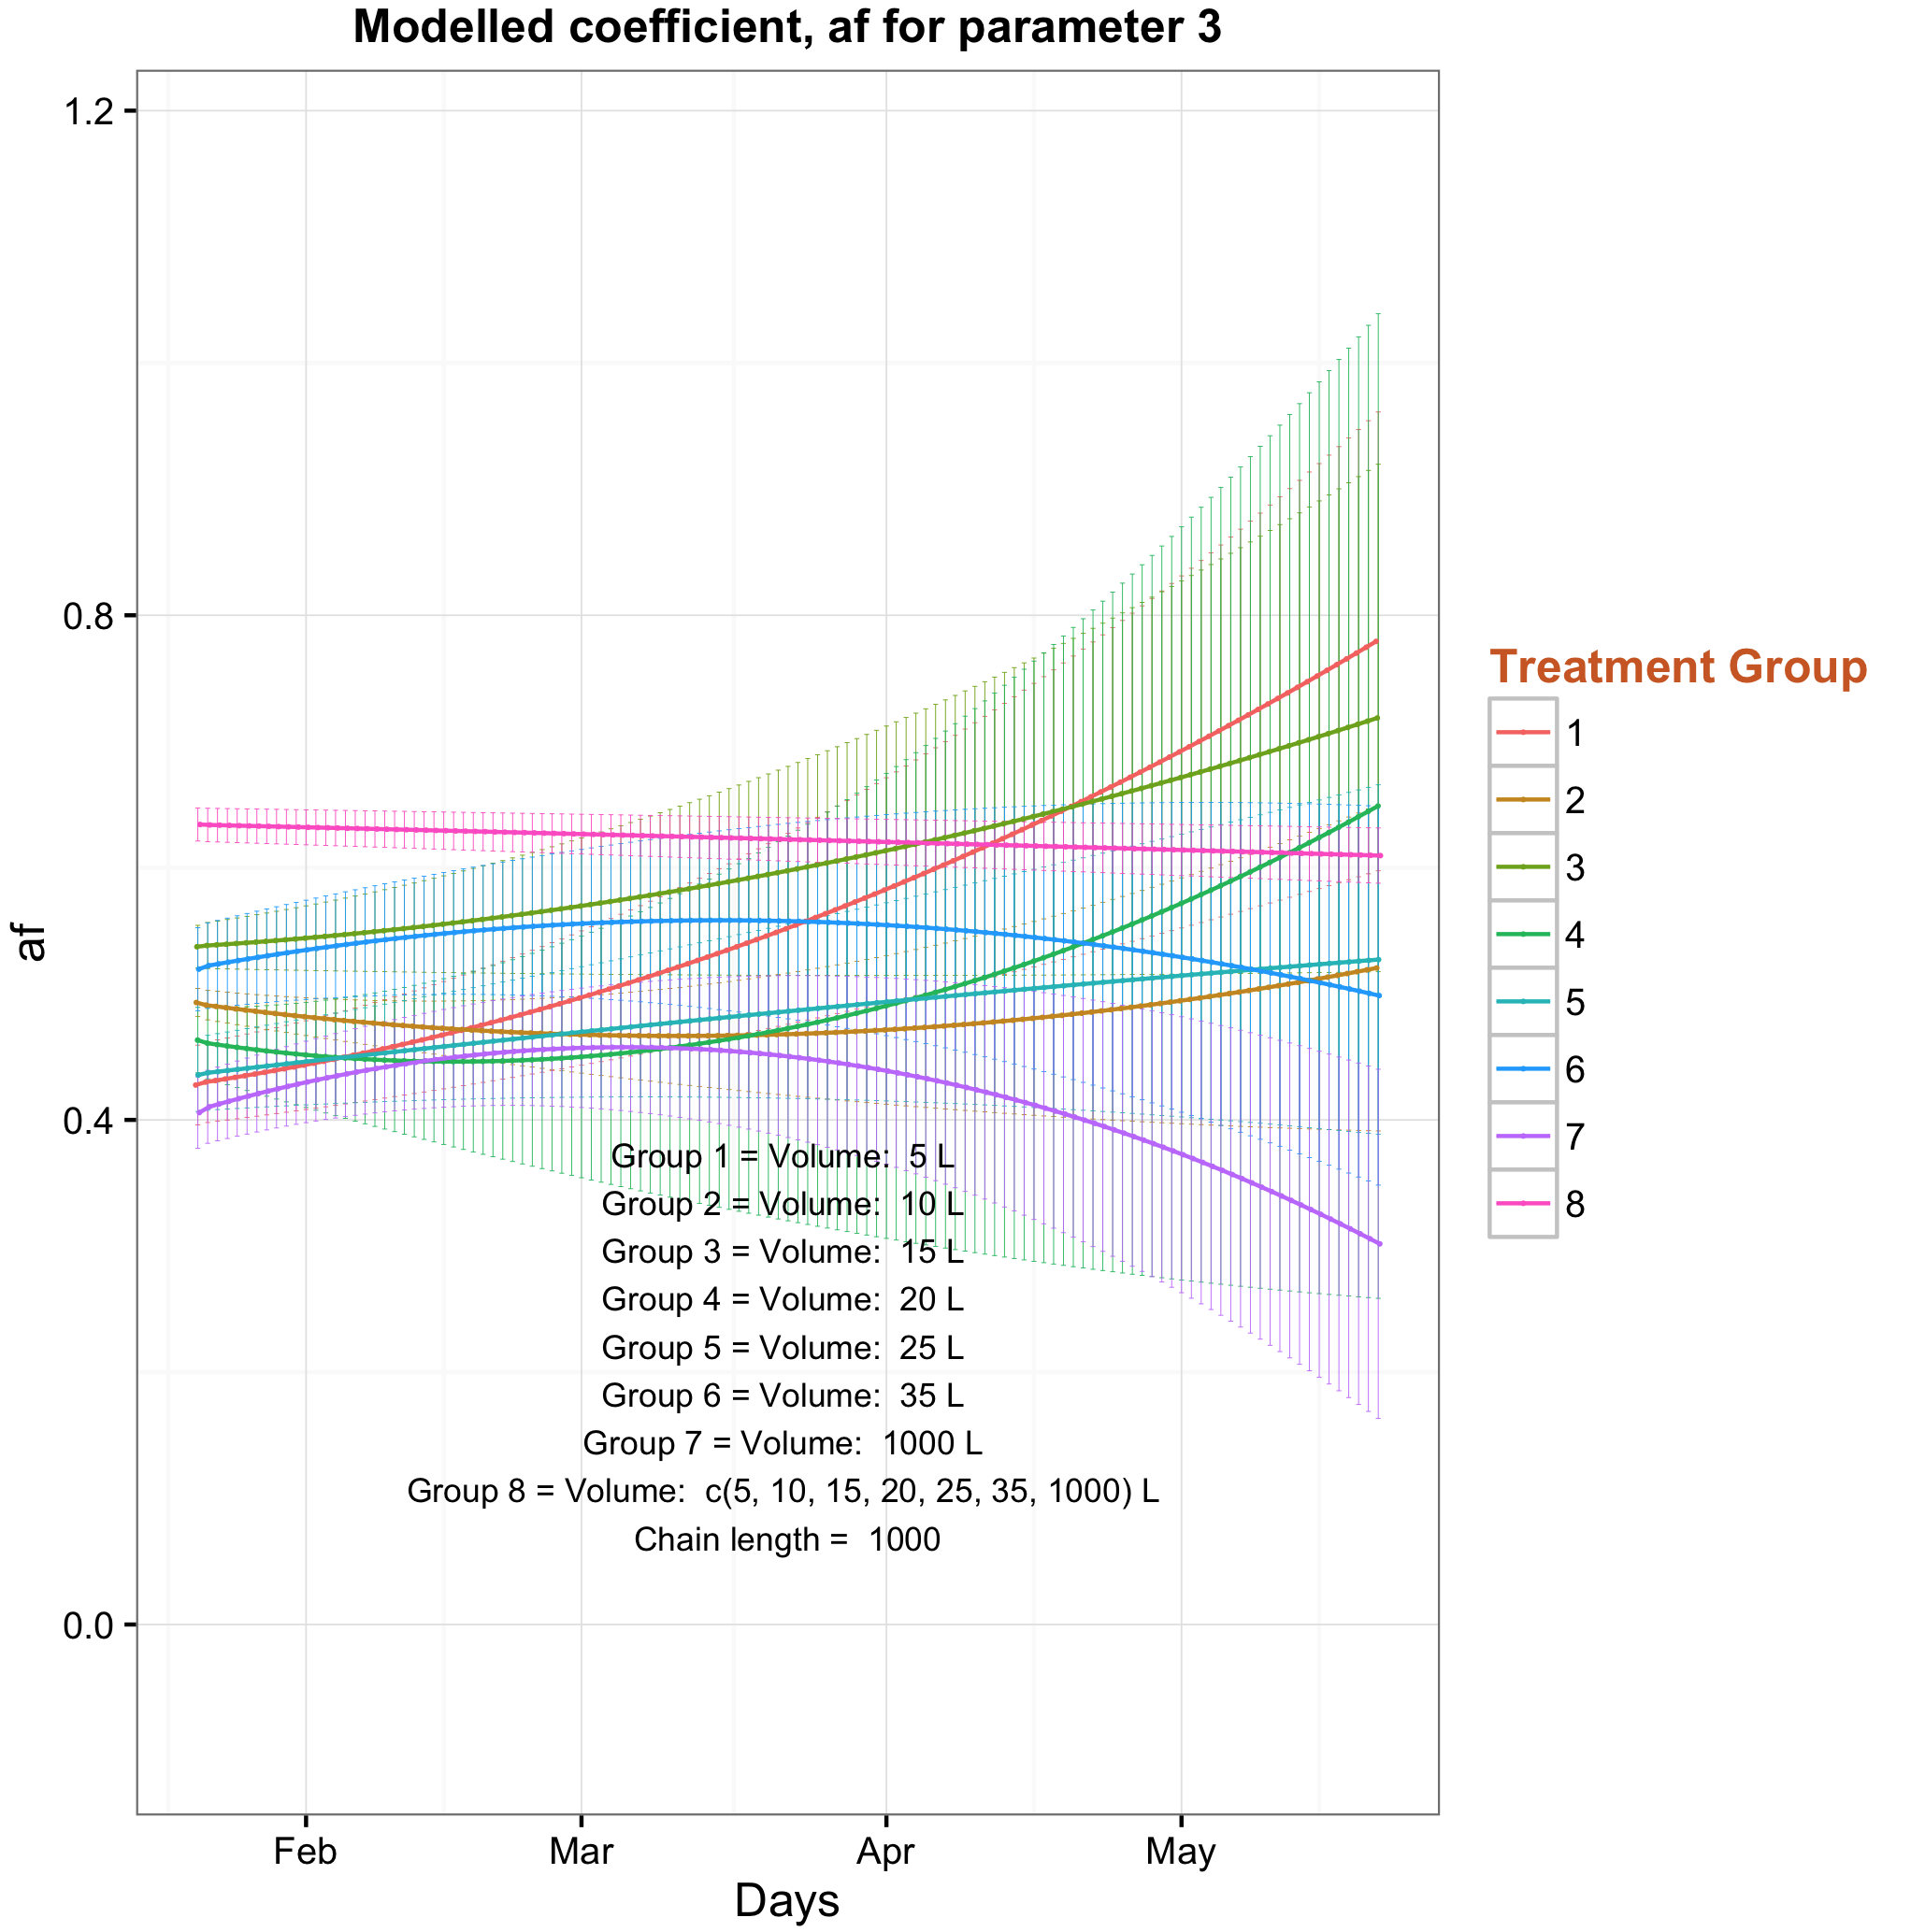 Modelled coefficient, af for parameter 3
1.2
0.8
0.4
0.0
af
Group 1 = Volume:  5 L
Group 2 = Volume:  10 L
Group 3 = Volume:  15 L
Group 4 = Volume:  20 L
Group 5 = Volume:  25 L
Group 6 = Volume:  35 L
Group 7 = Volume:  1000 L
Group 8 = Volume:  c(5, 10, 15, 20, 25, 35, 1000) L
Chain length =  1000
Feb Mar Apr May
Days
Treatment Group
1
2
3
4
5
6
7
8